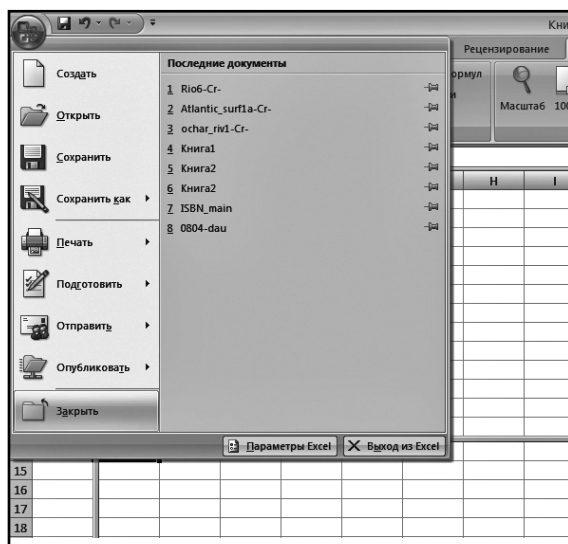 Кни
Рецензирование
Создать
Открыть
Сохранить
Сохранить как
Печать
Подготовить
Отправить
Опубликовать
Закрыть
Последние документы
1 Rio6-Cr-
2 Atlantic_surf1a-Cr-
3 ochar_riv1-Cr-
4 Книга1
5 Книга2
6 Книга2
7 ISBN_main
8 0804-dau
Параметры Excel
Выход из Excel
ормул
и
Масштаб
100
H
I
15
16
17
18